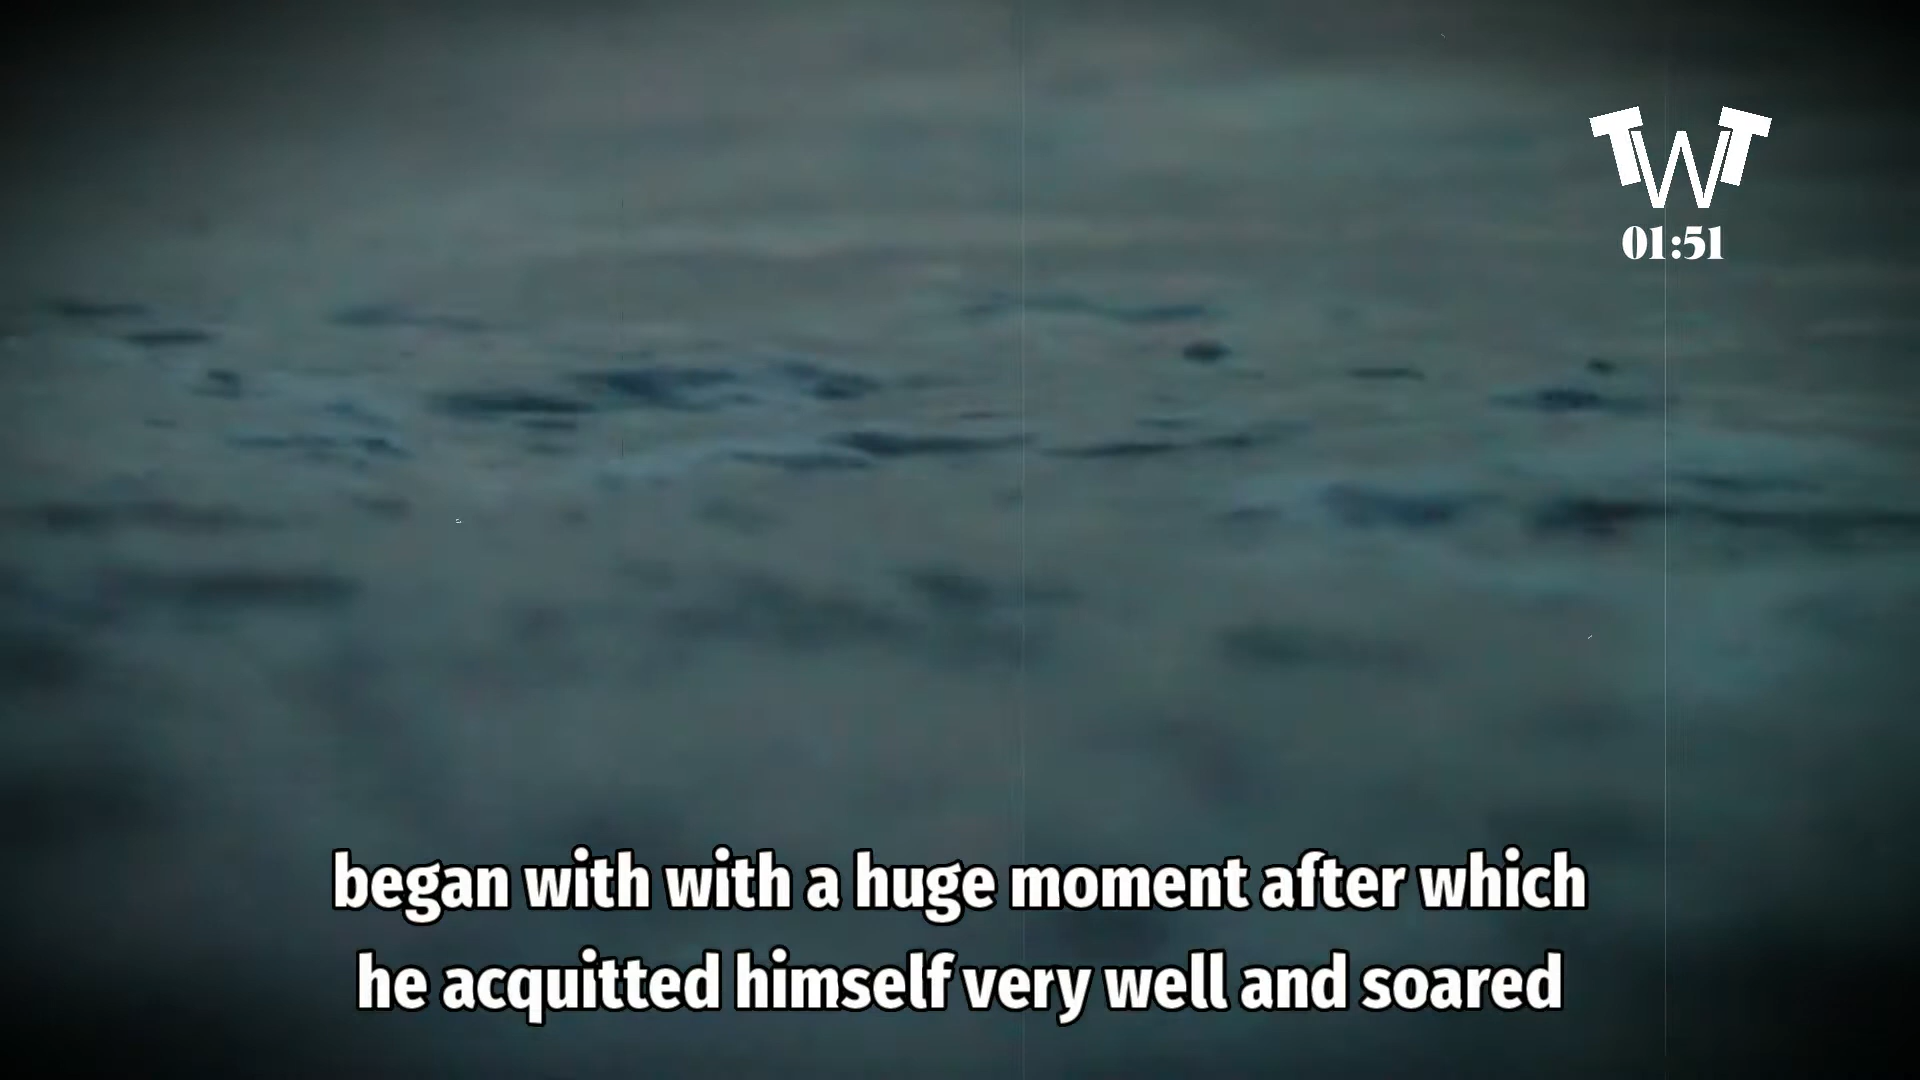 TWT
01:51
began with with a huge moment after which
he acquitted himself very well and soared